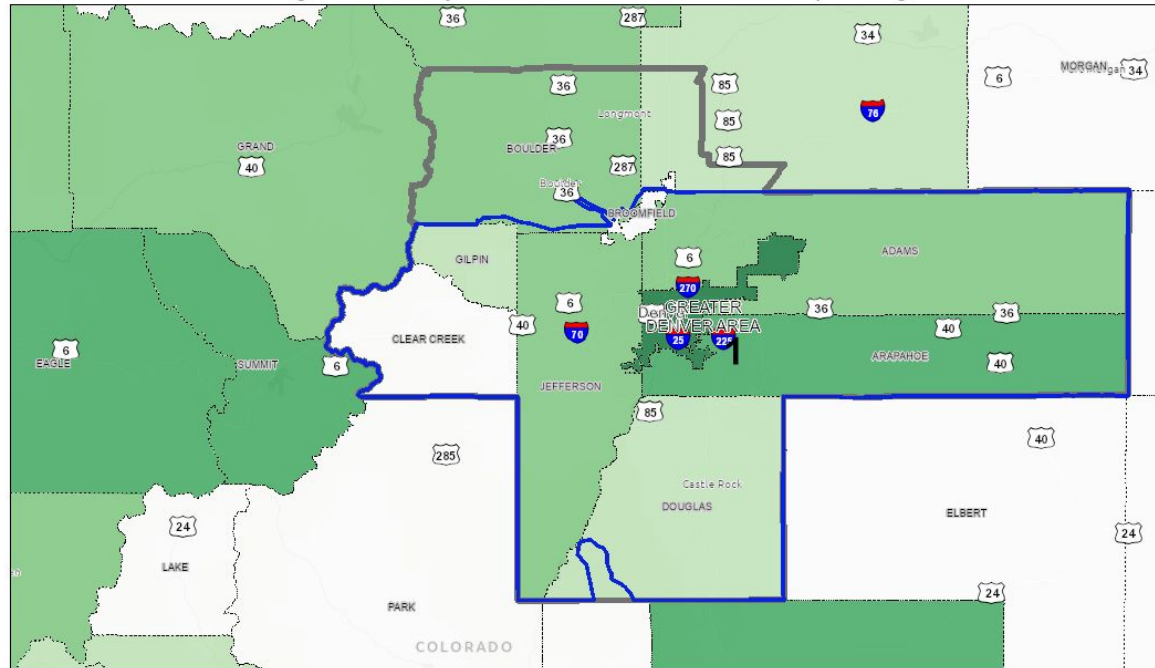 36
287
34
MORGAN
34
6
36
85
76
Longmont
85
36
GRAND
BOULDER
85
40
287
Boulder
36
BROOMFIELD
GILPIN
ADAMS
6
270
GREATER
DENVER AREA
6
36
36
40
70
25
225
40
CLEAR CREEK
1
6
EAGLE
SUMMIT
6
ARAPAHOE
40
JEFFERSON
85
285
40
Castle Rock
DOUGLAS
ELBERT
24
24
LAKE
24
PARK
COLORADO